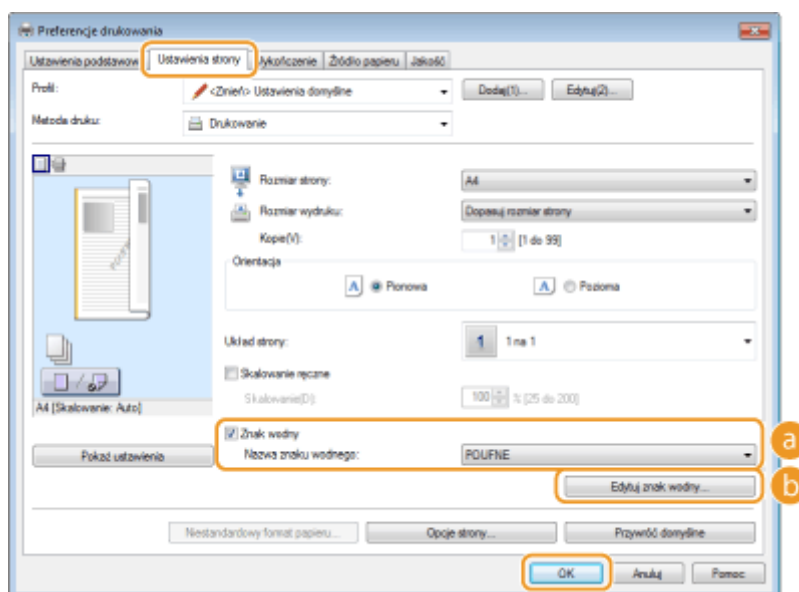 Preferencje drukowania
Ustawienia podstawow Ustawienia strony Wykończenie Źródło papieru Jakość
Profil: <Zmień> Ustawienia domyślne Dodaj(1)... Edytuj(2)...
Metoda druku: Drukowanie
Rozmiar strony: A4
Rozmiar wydruku: Dopasuj rozmiar strony
Kopie(V): 1 [1 do 99]
Orientacja
A Pionowa A Pozioma
Układ strony: 1 1 na 1
Skalowanie ręczne
Skalowanie(D): 100 % [25 do 200]
A4 [Skalowanie: Auto]
Znak wodny a
Pokaż ustawienia Nazwa znaku wodnego: POUFNE
Edytuj znak wodny... b
Niestandardowy format papieru... Opcje strony... Przywróć domyślne
OK Anuluj Pomoc